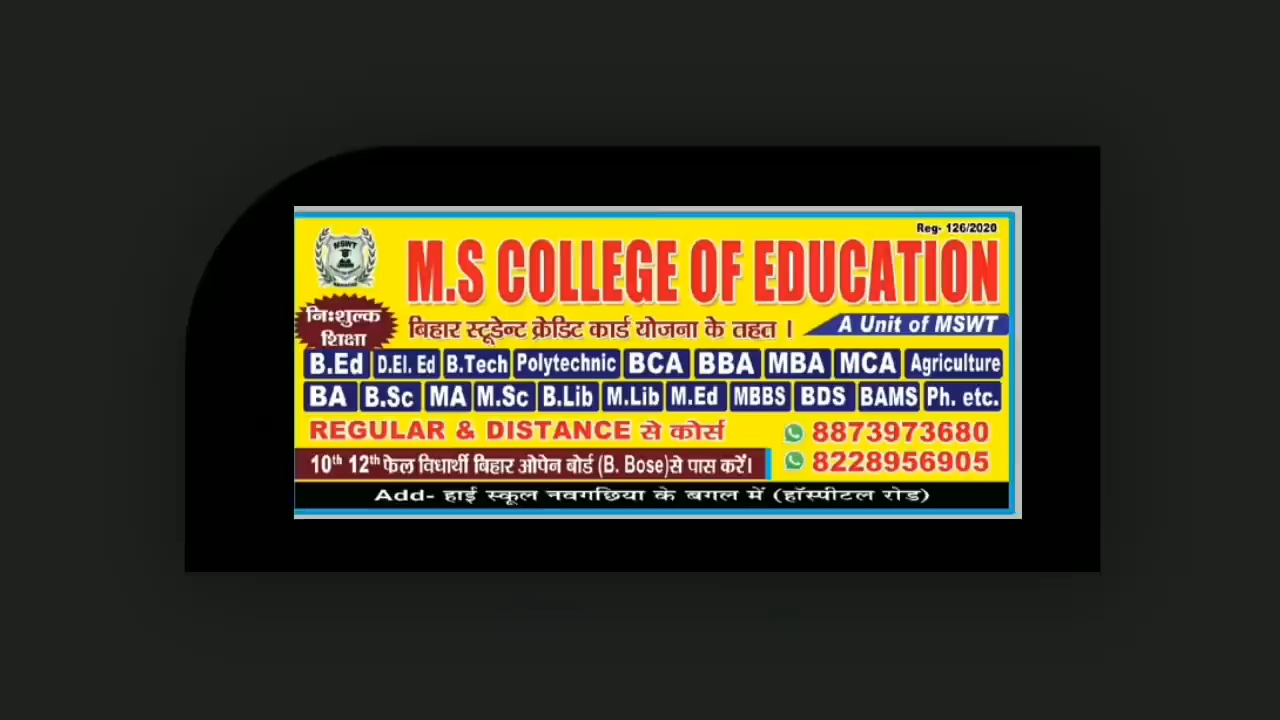 Reg- 126/2020
MSWT
M.S COLLEGE OF EDUCATION
निःशुल्क
शिक्षा
बिहार स्टूडेन्ट क्रेडिट कार्ड योजना के तहत ।
A Unit of MSWT
B.Ed D.El. Ed B.Tech Polytechnic BCA BBA MBA MCA Agriculture
BA B.Sc MA M.Sc B.Lib M.Lib M.Ed MBBS BDS BAMS Ph. etc.
REGULAR & DISTANCE से कोर्स
8873973680
10th 12th फेल विधार्थी बिहार ओपेन बोर्ड (B. Bose)से पास करें।
8228956905
Add- हाई स्कूल नवगछिया के बगल में (हॉस्पीटल रोड)